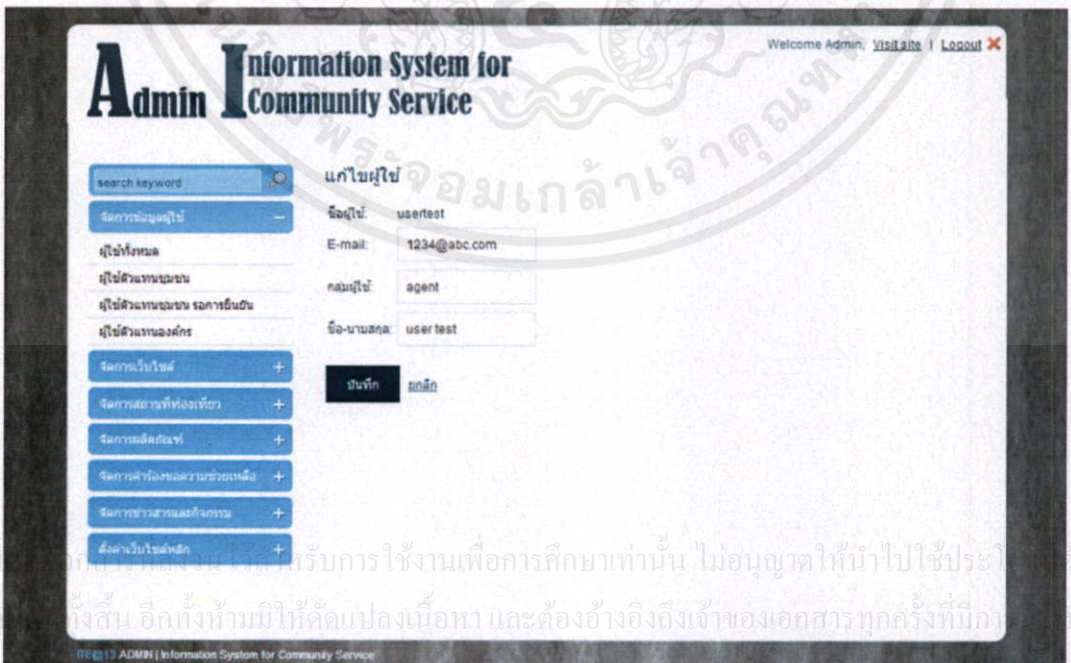 Admin Information System for
Community Service
Welcome Admin, Visit site | Logout
search keyword
จัดการข้อมูลผู้ใช้
ผู้ใช้ทั้งหมด
ผู้ใช้ตัวแทนชุมชน
ผู้ใช้ตัวแทนชุมชน รอการยืนยัน
ผู้ใช้ตัวแทนองค์กร
จัดการเว็บไซต์
จัดการสถานที่ท่องเที่ยว
จัดการผลิตภัณฑ์
จัดการคำร้องขอความช่วยเหลือ
จัดการข่าวสารและกิจกรรม
ตั้งค่าเว็บไซต์หลัก
แก้ไขผู้ใช้
ชื่อผู้ใช้: usertest
E-mail: 1234@abc.com
กลุ่มผู้ใช้: agent
ชื่อ-นามสกุล: user test
บันทึก ยกเลิก
พระจอมเกล้าเจ้าคุณทห
รับการใช้งานเพื่อการศึกษาเท่านั้น ไม่อนุญาตให้นำไปใช้ประโ
ทั้งสิ้น อีกทั้งห้ามมิให้ดัดแปลงเนื้อหา และต้องอ้างอิงถึงเจ้าของเอกสารทุกครั้งที่มีกา
ADMIN | Information System for Community Service